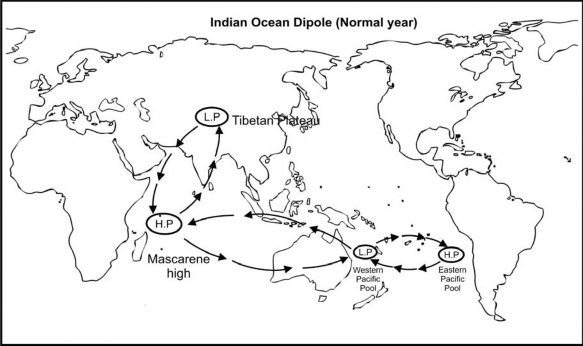 Indian Ocean Dipole (Normal year)
L.P
Tibetan Plateau
H.P
Mascarene
high
L.P
Western
Pacific
Pool
H.P
Eastern
Pacific
Pool